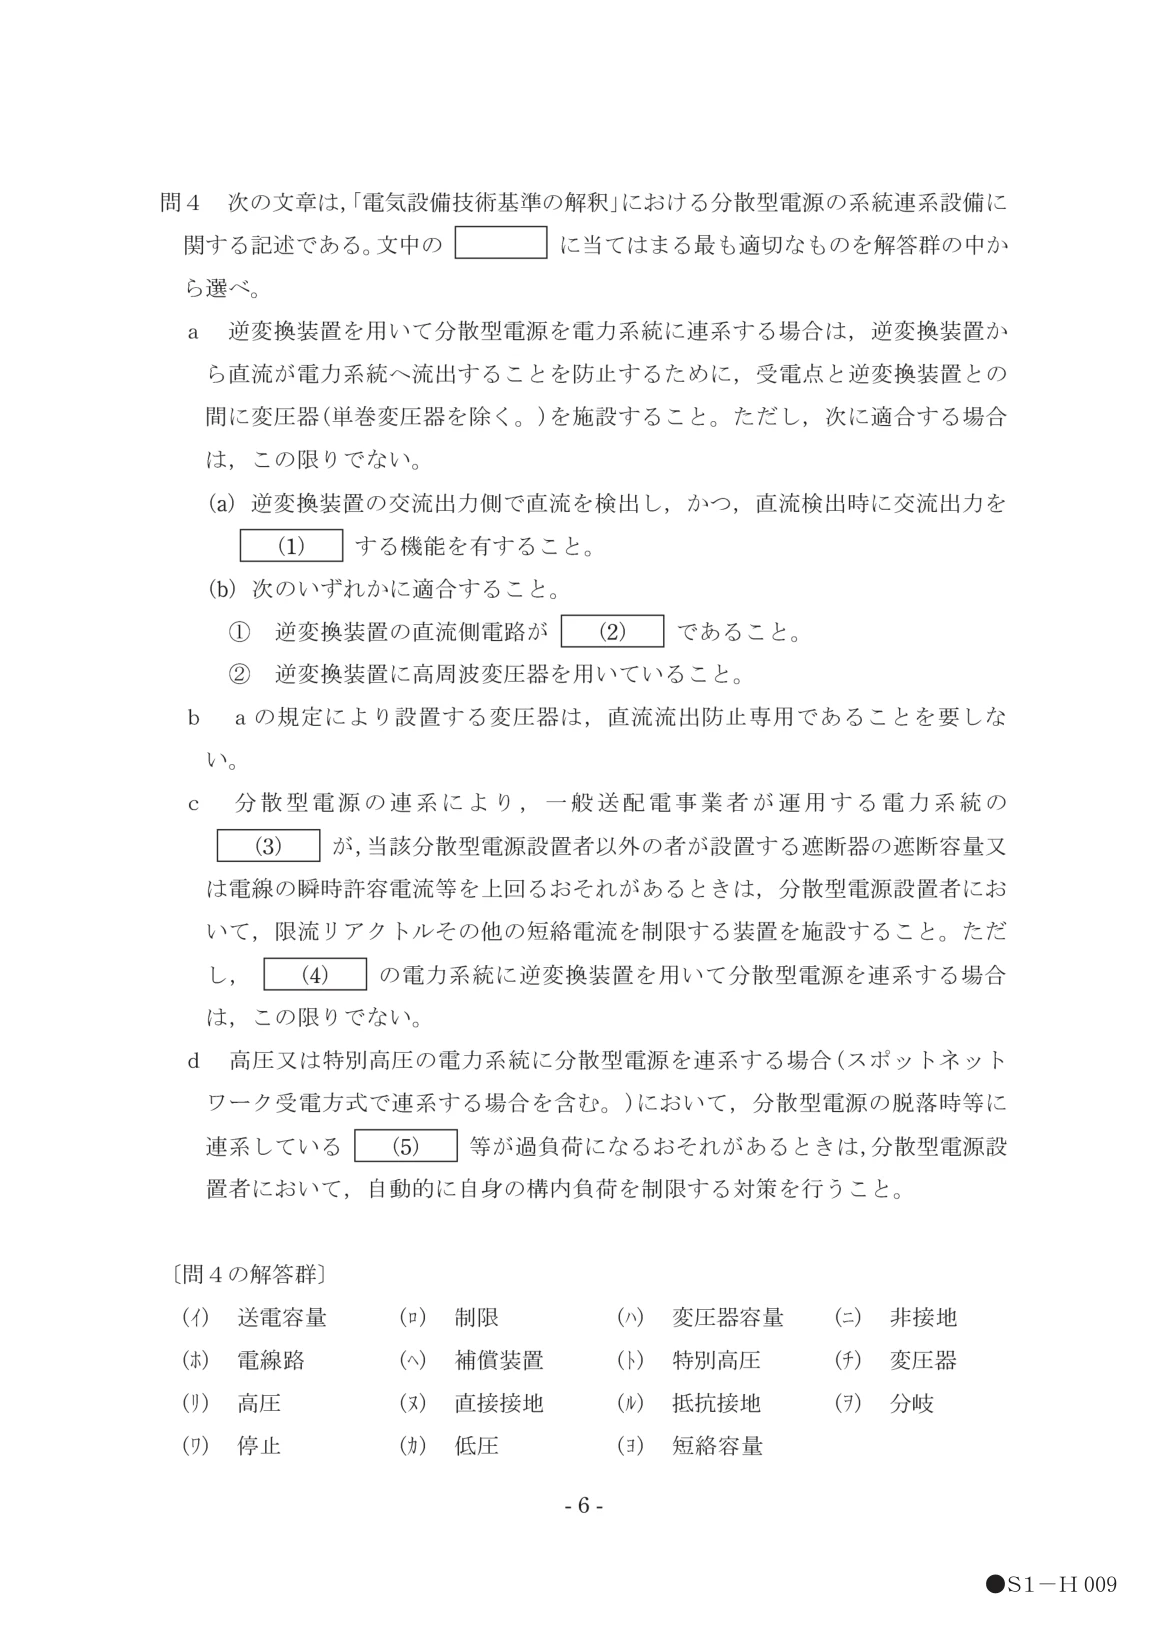 問４　次の文章は，「電気設備技術基準の解釈」における分散型電源の系統連系設備に
関する記述である。文中の　　　　に当てはまる最も適切なものを解答群の中か
ら選べ。
a　逆変換装置を用いて分散型電源を電力系統に連系する場合は，逆変換装置か
ら直流が電力系統へ流出することを防止するために，受電点と逆変換装置との
間に変圧器(単巻変圧器を除く。)を施設すること。ただし，次に適合する場合
は，この限りでない。
(a) 逆変換装置の交流出力側で直流を検出し，かつ，直流検出時に交流出力を
(1) する機能を有すること。
(b) 次のいずれかに適合すること。
①　逆変換装置の直流側電路が (2) であること。
②　逆変換装置に高周波変圧器を用いていること。
b　aの規定により設置する変圧器は，直流流出防止専用であることを要しな
い。
c　分散型電源の連系により，一般送配電事業者が運用する電力系統の
(3) が，当該分散型電源設置者以外の者が設置する遮断器の遮断容量又
は電線の瞬時許容電流等を上回るおそれがあるときは，分散型電源設置者にお
いて，限流リアクトルその他の短絡電流を制限する装置を施設すること。ただ
し， (4) の電力系統に逆変換装置を用いて分散型電源を連系する場合
は，この限りでない。
d　高圧又は特別高圧の電力系統に分散型電源を連系する場合(スポットネット
ワーク受電方式で連系する場合を含む。)において，分散型電源の脱落時等に
連系している (5) 等が過負荷になるおそれがあるときは，分散型電源設
置者において，自動的に自身の構内負荷を制限する対策を行うこと。
〔問４の解答群〕
(ｲ)　送電容量　(ﾛ)　制限　(ﾊ)　変圧器容量　(ﾆ)　非接地
(ﾎ)　電線路　(ﾍ)　補償装置　(ﾄ)　特別高圧　(ﾁ)　変圧器
(ﾘ)　高圧　(ﾇ)　直接接地　(ﾙ)　抵抗接地　(ｦ)　分岐
(ﾜ)　停止　(ｶ)　低圧　(ﾖ)　短絡容量
- 6 -
●S1－H 009